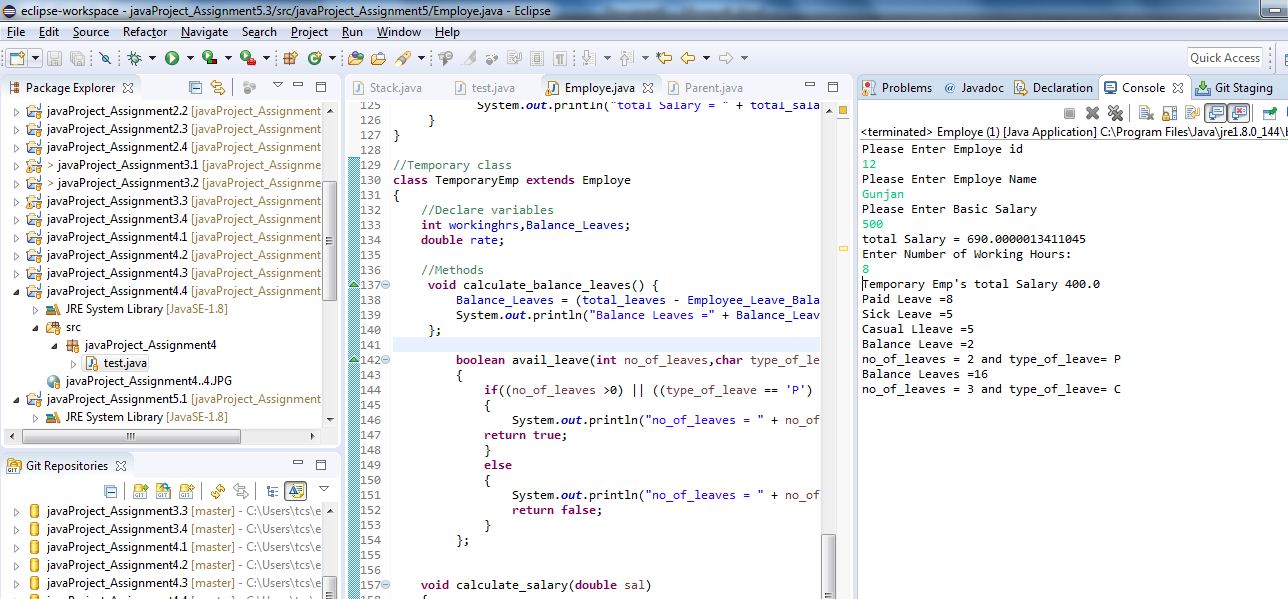 eclipse-workspace - javaProject_Assignment5.3/src/javaProject_Assignment5/Employe.java - Eclipse
File Edit Source Refactor Navigate Search Project Run Window Help
Quick Access
Package Explorer
javaProject_Assignment2.2 [javaProject_Assignment
javaProject_Assignment2.3 [javaProject_Assignment
javaProject_Assignment2.4 [javaProject_Assignment
> javaProject_Assignment3.1 [javaProject_Assignmen
> javaProject_Assignment3.2 [javaProject_Assignmen
javaProject_Assignment3.3 [javaProject_Assignment
javaProject_Assignment3.4 [javaProject_Assignment
javaProject_Assignment4.1 [javaProject_Assignment
javaProject_Assignment4.2 [javaProject_Assignment
javaProject_Assignment4.3 [javaProject_Assignment
javaProject_Assignment4.4 [javaProject_Assignment
JRE System Library [JavaSE-1.8]
src
javaProject_Assignment4
test.java
javaProject_Assignment4..4.JPG
javaProject_Assignment5.1 [javaProject_Assignment
JRE System Library [JavaSE-1.8]
Git Repositories
javaProject_Assignment3.3 [master] - C:\Users\tcs\e
javaProject_Assignment3.4 [master] - C:\Users\tcs\e
javaProject_Assignment4.1 [master] - C:\Users\tcs\e
javaProject_Assignment4.2 [master] - C:\Users\tcs\e
javaProject_Assignment4.3 [master] - C:\Users\tcs\e
Stack.java test.java Employe.java Parent.java
125 System.out.println("total Salary = " + total_sala
126 }
127 }
128
129 //Temporary class
130 class TemporaryEmp extends Employe
131 {
132 //Declare variables
133 int workinghrs,Balance_Leaves;
134 double rate;
135
136 //Methods
137 void calculate_balance_leaves() {
138 Balance_Leaves = (total_leaves - Employee_Leave_Bala
139 System.out.println("Balance Leaves =" + Balance_Leav
140 };
141
142 boolean avail_leave(int no_of_leaves,char type_of_le
143 {
144 if((no_of_leaves >0) || ((type_of_leave == 'P')
145 {
146 System.out.println("no_of_leaves = " + no_of
147 return true;
148 }
149 else
150 {
151 System.out.println("no_of_leaves = " + no_of
152 return false;
153 }
154 };
155
156
157 void calculate_salary(double sal)
Problems @ Javadoc Declaration Console Git Staging
<terminated> Employe (1) [Java Application] C:\Program Files\Java\jre1.8.0_144\b
Please Enter Employe id
12
Please Enter Employe Name
Gunjan
Please Enter Basic Salary
500
total Salary = 690.0000013411045
Enter Number of Working Hours:
8
Temporary Emp's total Salary 400.0
Paid Leave =8
Sick Leave =5
Casual Lleave =5
Balance Leave =2
no_of_leaves = 2 and type_of_leave= P
Balance Leaves =16
no_of_leaves = 3 and type_of_leave= C